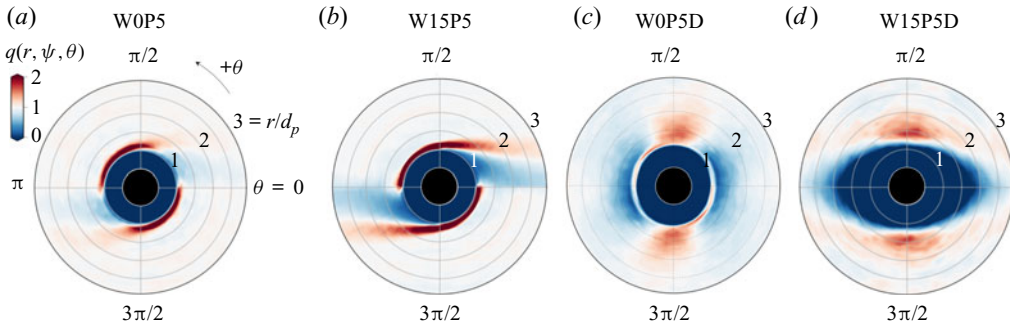 (a) W0P5 (b) W15P5 (c) W0P5D (d) W15P5D
q(r, ψ, θ) π/2 π/2 π/2 π/2
2 +θ
1 3 = r/d_p 3 3 3
0 2 2 2 2
1 1 1 1
π θ = 0
3π/2 3π/2 3π/2 3π/2